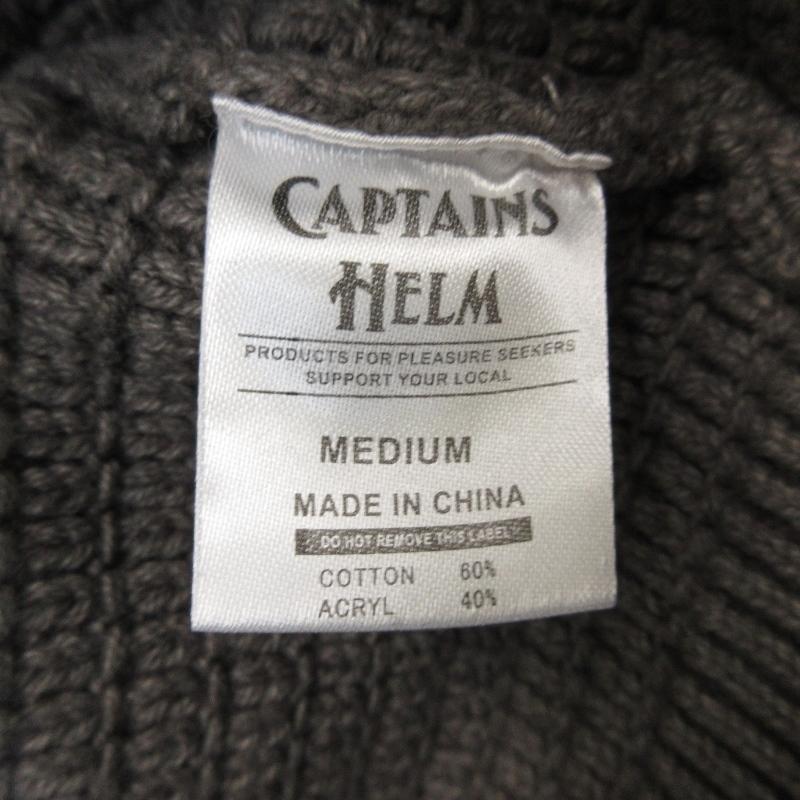 CAPTAINS
HELM
PRODUCTS FOR PLEASURE SEEKERS
SUPPORT YOUR LOCAL
MEDIUM
MADE IN CHINA
DO NOT REMOVE THIS LABEL
COTTON 60%
ACRYL 40%